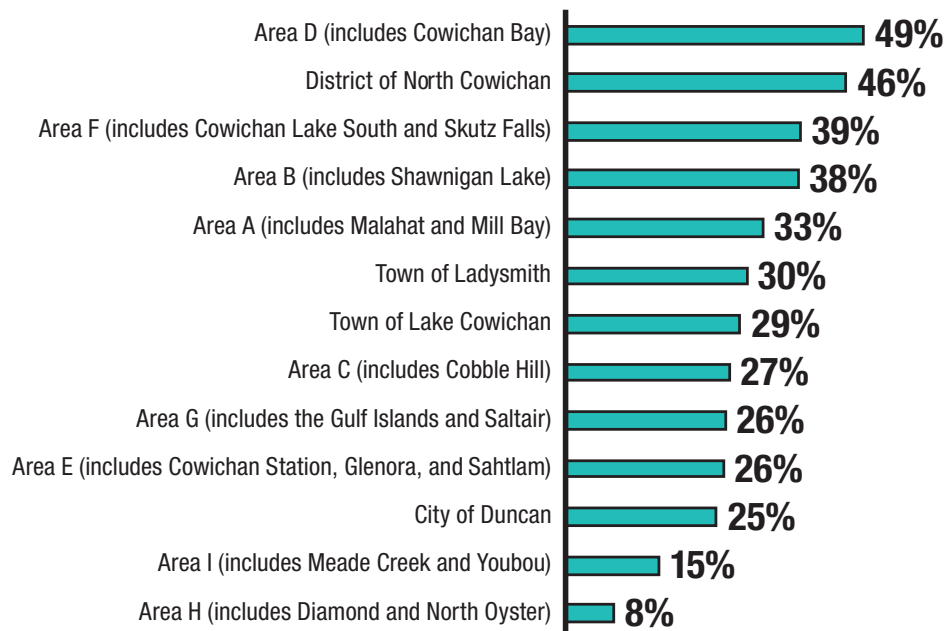 Area D (includes Cowichan Bay) 49%
District of North Cowichan 46%
Area F (includes Cowichan Lake South and Skutz Falls) 39%
Area B (includes Shawnigan Lake) 38%
Area A (includes Malahat and Mill Bay) 33%
Town of Ladysmith 30%
Town of Lake Cowichan 29%
Area C (includes Cobble Hill) 27%
Area G (includes the Gulf Islands and Saltair) 26%
Area E (includes Cowichan Station, Glenora, and Sahtlam) 26%
City of Duncan 25%
Area I (includes Meade Creek and Youbou) 15%
Area H (includes Diamond and North Oyster) 8%